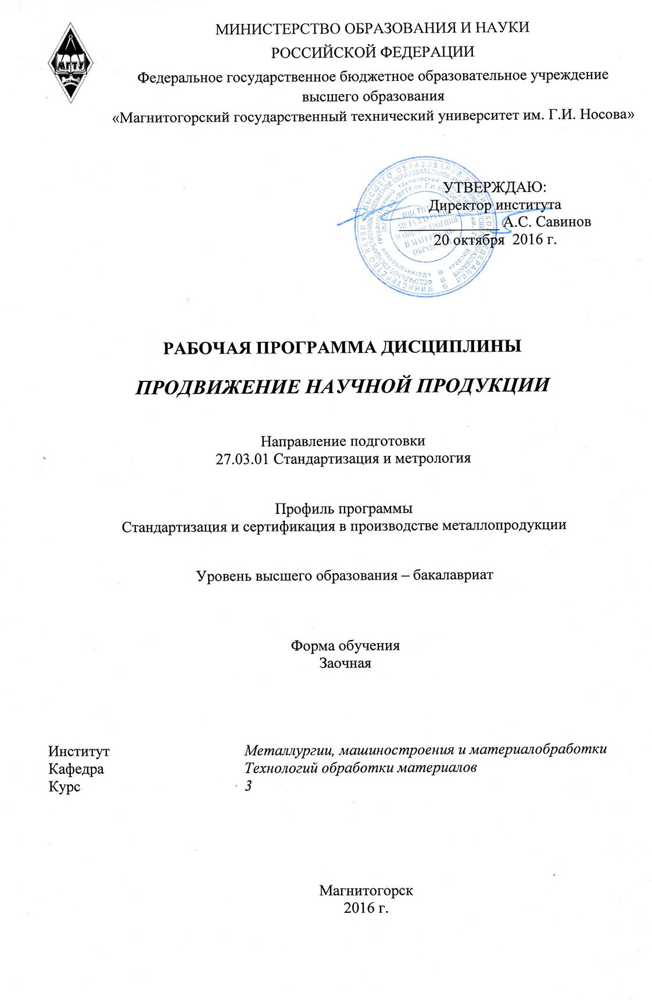 МИНИСТЕРСТВО ОБРАЗОВАНИЯ И НАУКИ
РОССИЙСКОЙ ФЕДЕРАЦИИ
Федеральное государственное бюджетное образовательное учреждение
высшего образования
«Магнитогорский государственный технический университет им. Г.И. Носова»
МГТУ
УТВЕРЖДАЮ:
Директор института
А.С. Савинов
20 октября 2016 г.
РАБОЧАЯ ПРОГРАММА ДИСЦИПЛИНЫ
ПРОДВИЖЕНИЕ НАУЧНОЙ ПРОДУКЦИИ
Направление подготовки
27.03.01 Стандартизация и метрология
Профиль программы
Стандартизация и сертификация в производстве металлопродукции
Уровень высшего образования – бакалавриат
Форма обучения
Заочная
Институт Металлургии, машиностроения и материалобработки
Кафедра Технологий обработки материалов
Курс 3
Магнитогорск
2016 г.